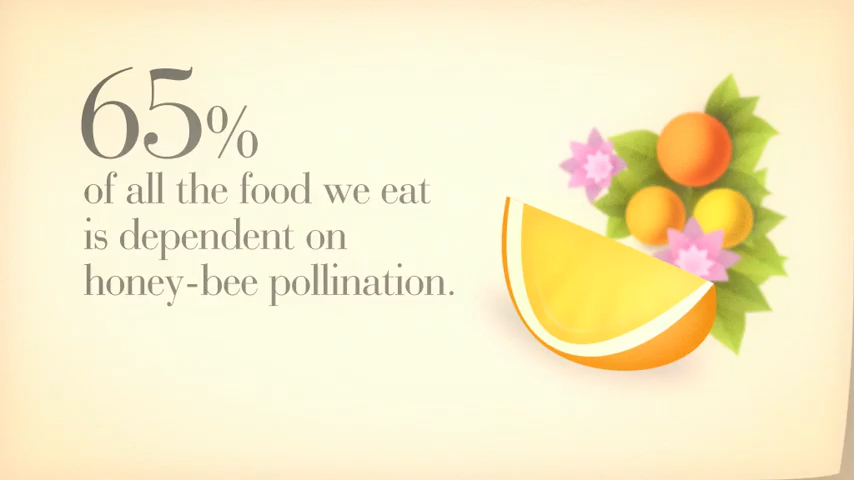 65%
of all the food we eat
is dependent on
honey-bee pollination.